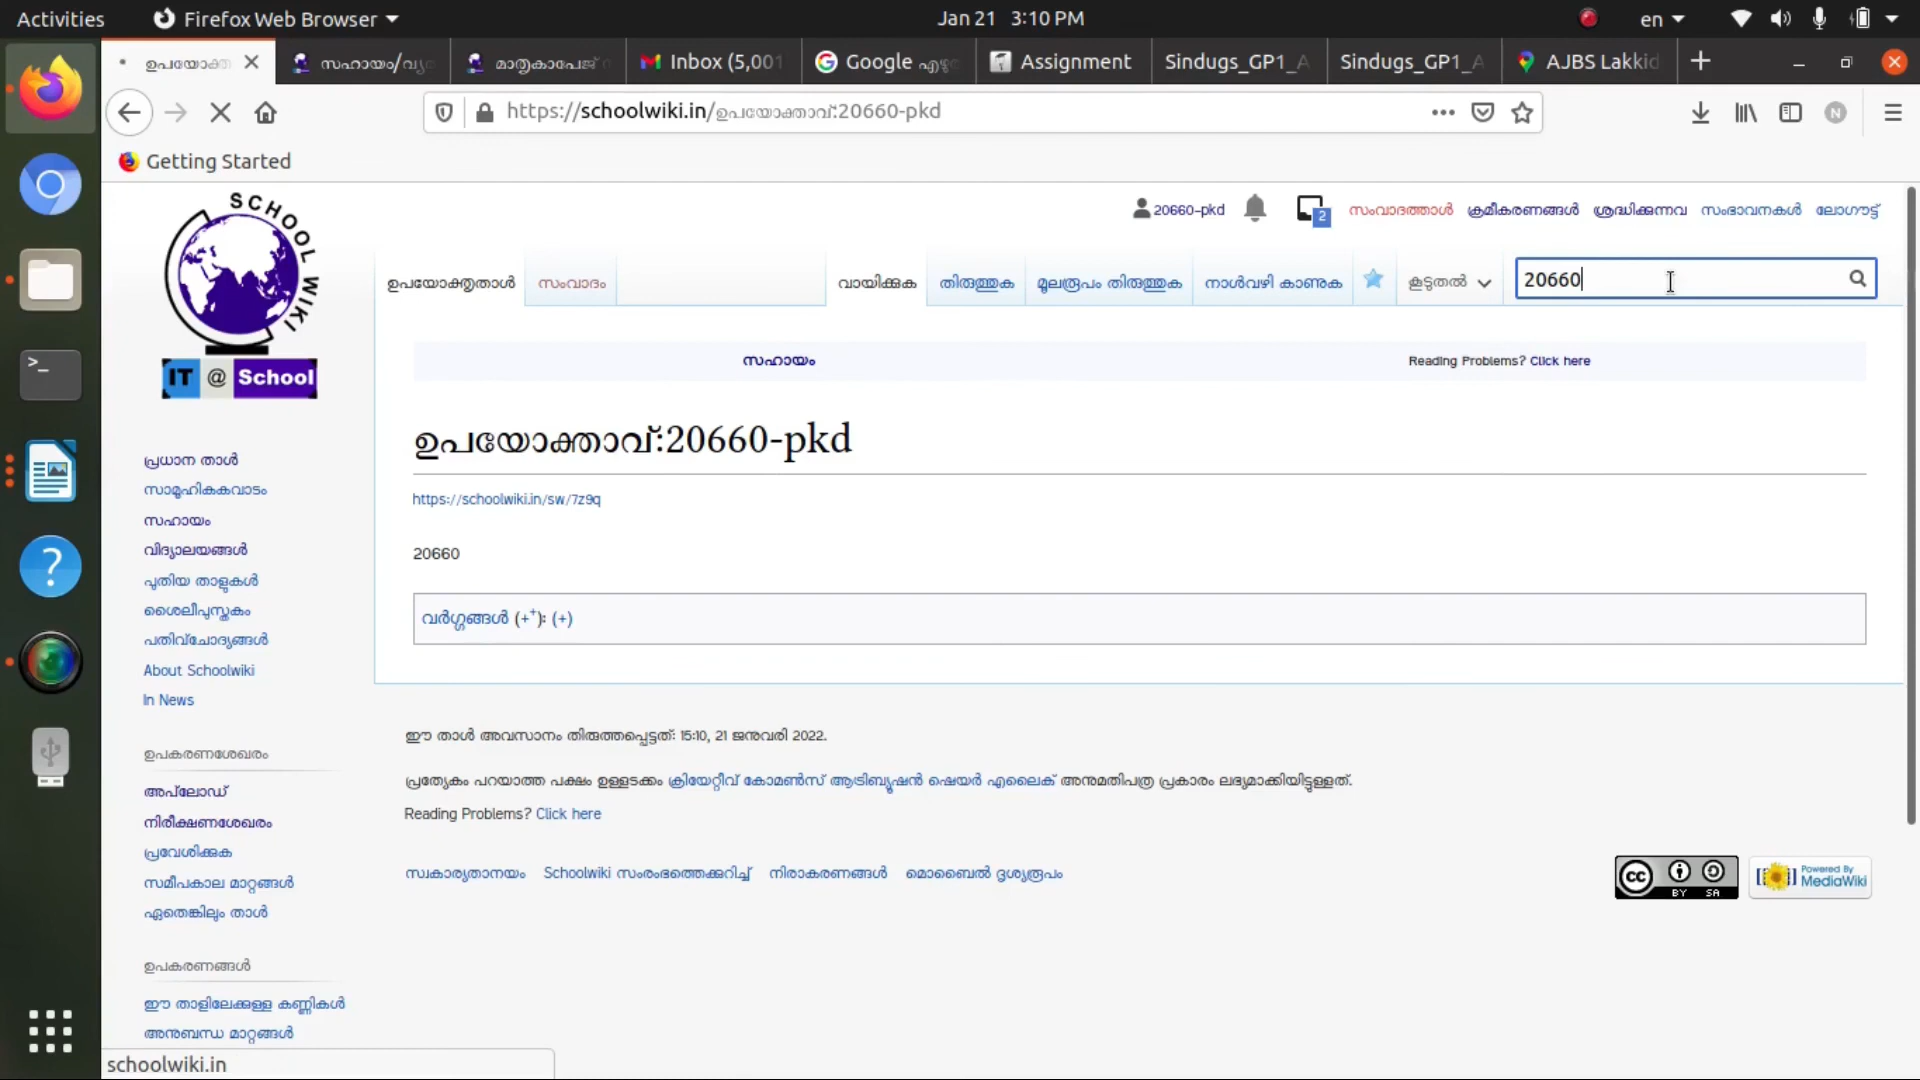 Activities
Firefox Web Browser
Jan 21 3:10 PM
en
ഉപയോക്ത
സഹായം/വ്യ
മാതൃകാപേജ്
Inbox (5,001
Google എഴു
Assignment
Sindugs_GP1_A
Sindugs_GP1_A
AJBS Lakkid
https://schoolwiki.in/ഉപയോക്താവ്:20660-pkd
Getting Started
SCHOOL WIKI
IT @ School
20660-pkd
2
സംവാദത്താൾ
ക്രമീകരണങ്ങൾ
ശ്രദ്ധിക്കുന്നവ
സംഭാവനകൾ
ലോഗൗട്ട്
ഉപയോക്തൃതാൾ
സംവാദം
വായിക്കുക
തിരുത്തുക
മൂലരൂപം തിരുത്തുക
നാൾവഴി കാണുക
കൂടുതൽ
20660
സഹായം
Reading Problems? Click here
ഉപയോക്താവ്:20660-pkd
https://schoolwiki.in/sw/7z9q
20660
വർഗ്ഗങ്ങൾ (++): (+)
ഈ താൾ അവസാനം തിരുത്തപ്പെട്ടത്: 15:10, 21 ജനുവരി 2022.
പ്രത്യേകം പറയാത്ത പക്ഷം ഉള്ളടക്കം ക്രിയേറ്റീവ് കോമൺസ് ആട്രിബ്യൂഷൻ ഷെയർ എലൈക് അനുമതിപത്ര പ്രകാരം ലഭ്യമാക്കിയിട്ടുള്ളത്.
Reading Problems? Click here
സ്വകാര്യതാനയം
Schoolwiki സംരംഭത്തെക്കുറിച്ച്
നിരാകരണങ്ങൾ
മൊബൈൽ ദൃശ്യരൂപം
cc BY SA
Powered By MediaWiki
പ്രധാന താൾ
സാമൂഹികകവാടം
സഹായം
വിദ്യാലയങ്ങൾ
പുതിയ താളുകൾ
ശൈലീപുസ്തകം
പതിവ്ചോദ്യങ്ങൾ
About Schoolwiki
In News
ഉപകരണശേഖരം
അപ്‌ലോഡ്
നിരീക്ഷണശേഖരം
പ്രവേശിക്കുക
സമീപകാല മാറ്റങ്ങൾ
ഏതെങ്കിലും താൾ
ഉപകരണങ്ങൾ
ഈ താളിലേക്കുള്ള കണ്ണികൾ
അനുബന്ധ മാറ്റങ്ങൾ
schoolwiki.in